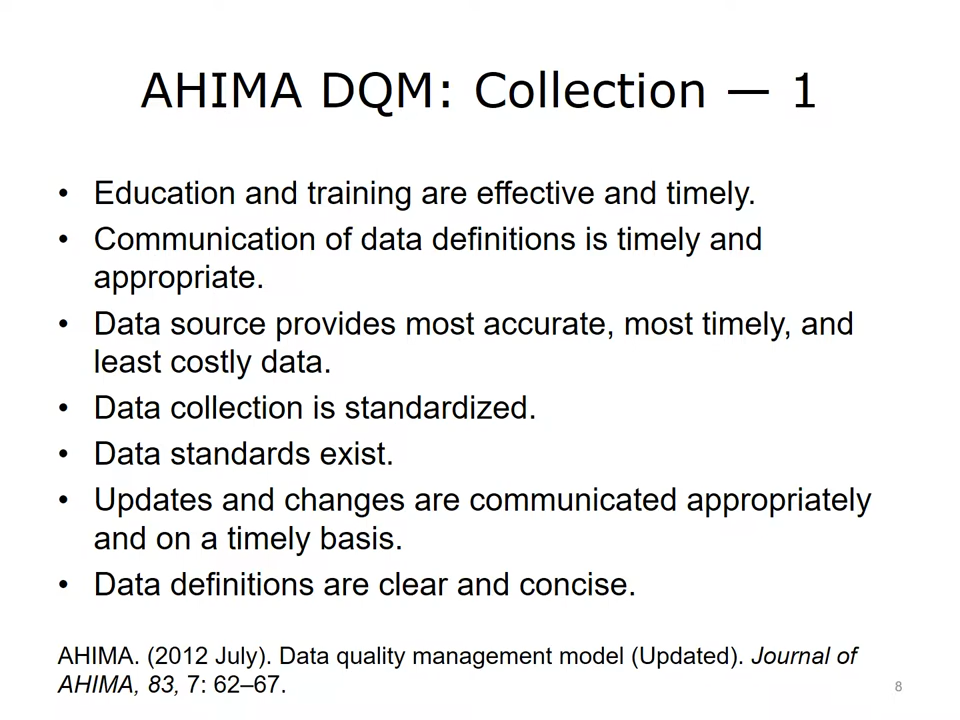 AHIMA DQM: Collection — 1
• Education and training are effective and timely.
• Communication of data definitions is timely and
appropriate.
• Data source provides most accurate, most timely, and
least costly data.
• Data collection is standardized.
• Data standards exist.
• Updates and changes are communicated appropriately
and on a timely basis.
• Data definitions are clear and concise.
AHIMA. (2012 July). Data quality management model (Updated). Journal of
AHIMA, 83, 7: 62–67.
8